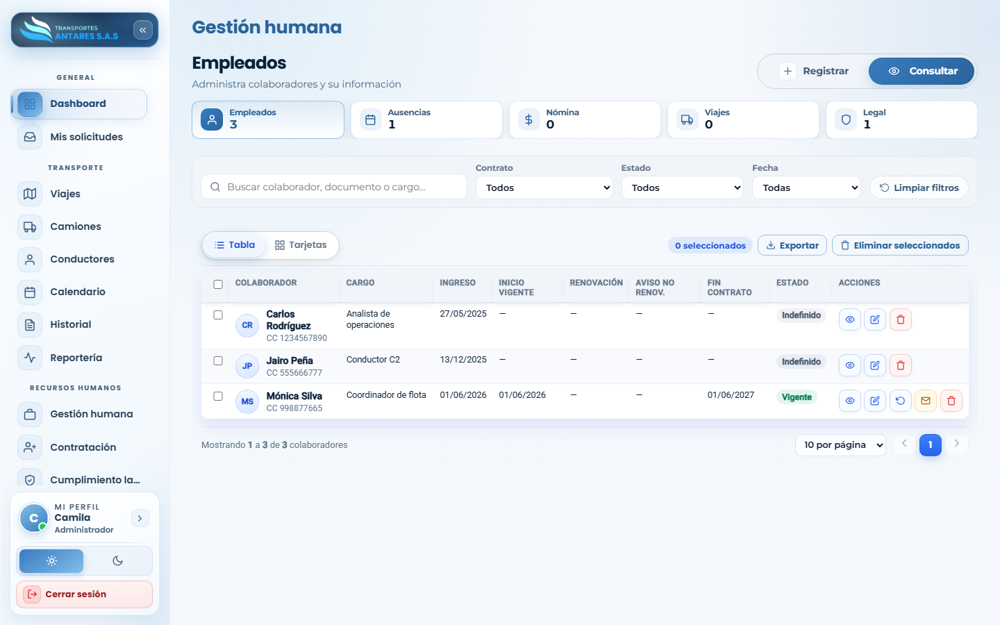 TRANSPORTES
ANTARES S.A.S
GENERAL
Dashboard
Mis solicitudes
TRANSPORTE
Viajes
Camiones
Conductores
Calendario
Historial
Reportería
RECURSOS HUMANOS
Gestión humana
Contratación
Cumplimiento la...
MI PERFIL
C
Camila
Administrador
Cerrar sesión
Gestión humana
Empleados
Administra colaboradores y su información
Registrar
Consultar
Empleados
3
Ausencias
1
Nómina
0
Viajes
0
Legal
1
Buscar colaborador, documento o cargo...
Contrato
Todos
Estado
Todos
Fecha
Todas
Limpiar filtros
Tabla
Tarjetas
0 seleccionados
Exportar
Eliminar seleccionados
COLABORADOR CARGO INGRESO INICIO VIGENTE RENOVACIÓN AVISO NO RENOV. FIN CONTRATO ESTADO ACCIONES
CR Carlos Rodríguez Analista de operaciones 27/05/2025 — — — — Indefinido
CC 1234567890
JP Jairo Peña Conductor C2 13/12/2025 — — — — Indefinido
CC 555666777
MS Mónica Silva Coordinador de flota 01/06/2026 01/06/2026 — — 01/06/2027 Vigente
CC 998877665
Mostrando 1 a 3 de 3 colaboradores
10 por página
1